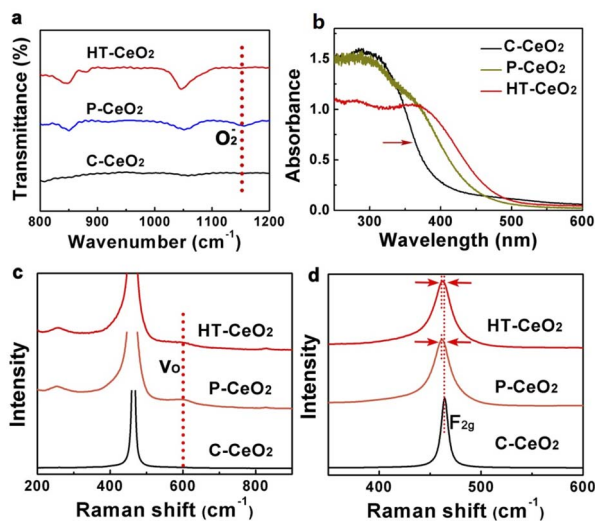 a
Transmittance (%)
HT-CeO₂
P-CeO₂
O₂⁻
C-CeO₂
800 900 1000 1100 1200
Wavenumber (cm⁻¹)
b
Absorbance
1.5
1.0
0.5
0.0
C-CeO₂
P-CeO₂
HT-CeO₂
300 400 500 600
Wavelength (nm)
c
Intensity
HT-CeO₂
Vo
P-CeO₂
C-CeO₂
200 400 600 800
Raman shift (cm⁻¹)
d
Intensity
HT-CeO₂
P-CeO₂
F₂g
C-CeO₂
400 450 500 550 600
Raman shift (cm⁻¹)